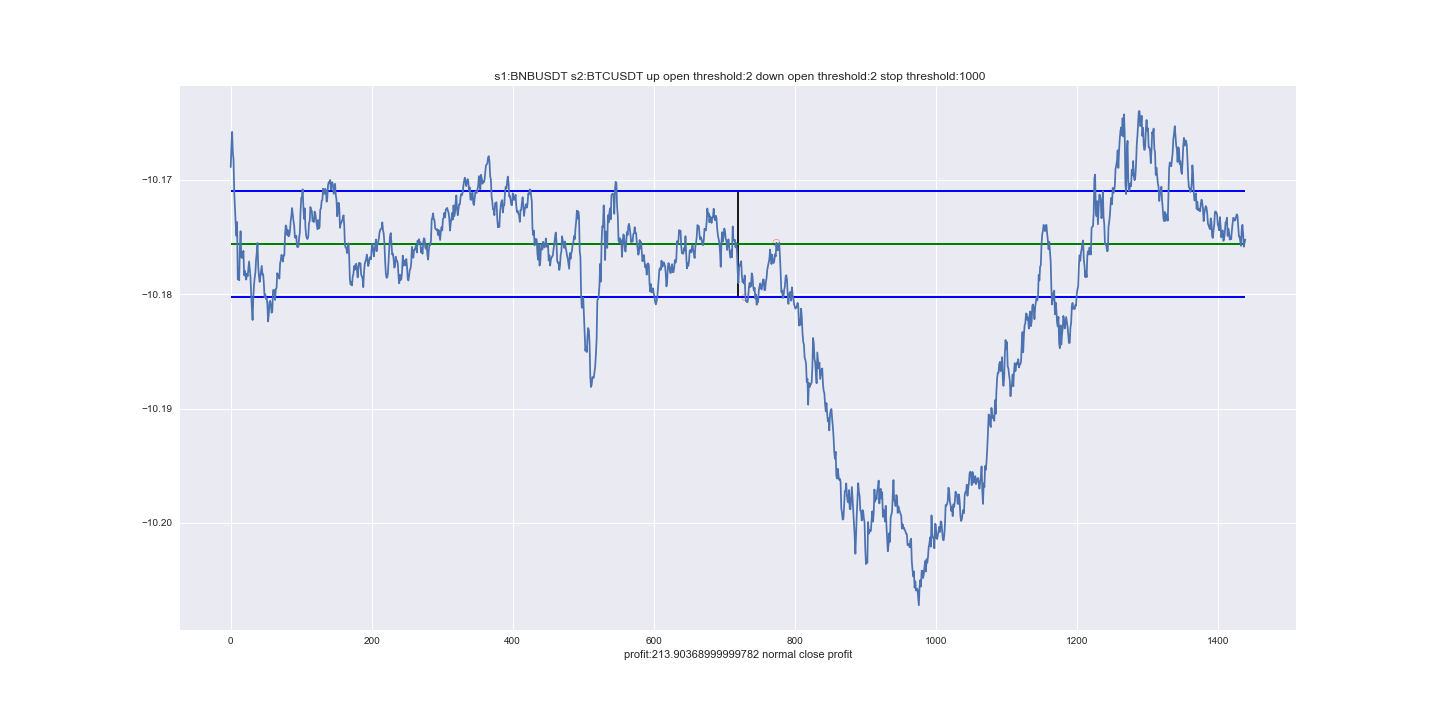 s1:BNBUSDT s2:BTCUSDT up open threshold:2 down open threshold:2 stop threshold:1000
−10.17
−10.18
−10.19
−10.20
0 200 400 600 800 1000 1200 1400
profit:213.90368999999782 normal close profit